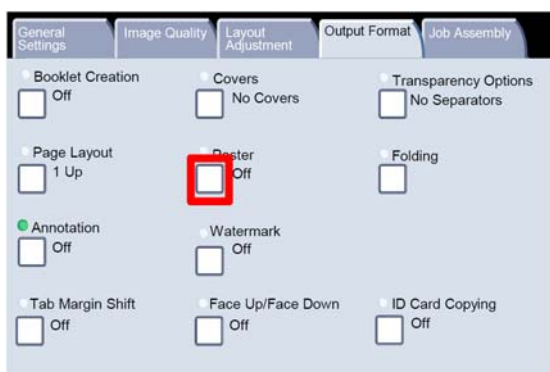 General
Settings
Image Quality
Layout
Adjustment
Output Format
Job Assembly
Booklet Creation
Off
Covers
No Covers
Transparency Options
No Separators
Page Layout
1 Up
Poster
Off
Folding
Annotation
Off
Watermark
Off
Tab Margin Shift
Off
Face Up/Face Down
Off
ID Card Copying
Off